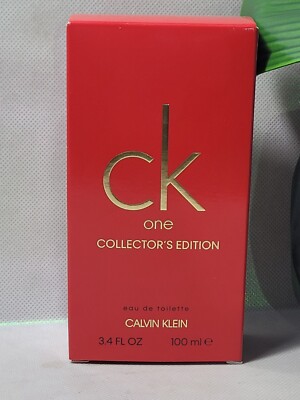 ck
one
COLLECTOR'S EDITION
eau de toilette
CALVIN KLEIN
3.4 FL OZ 100 ml ℮